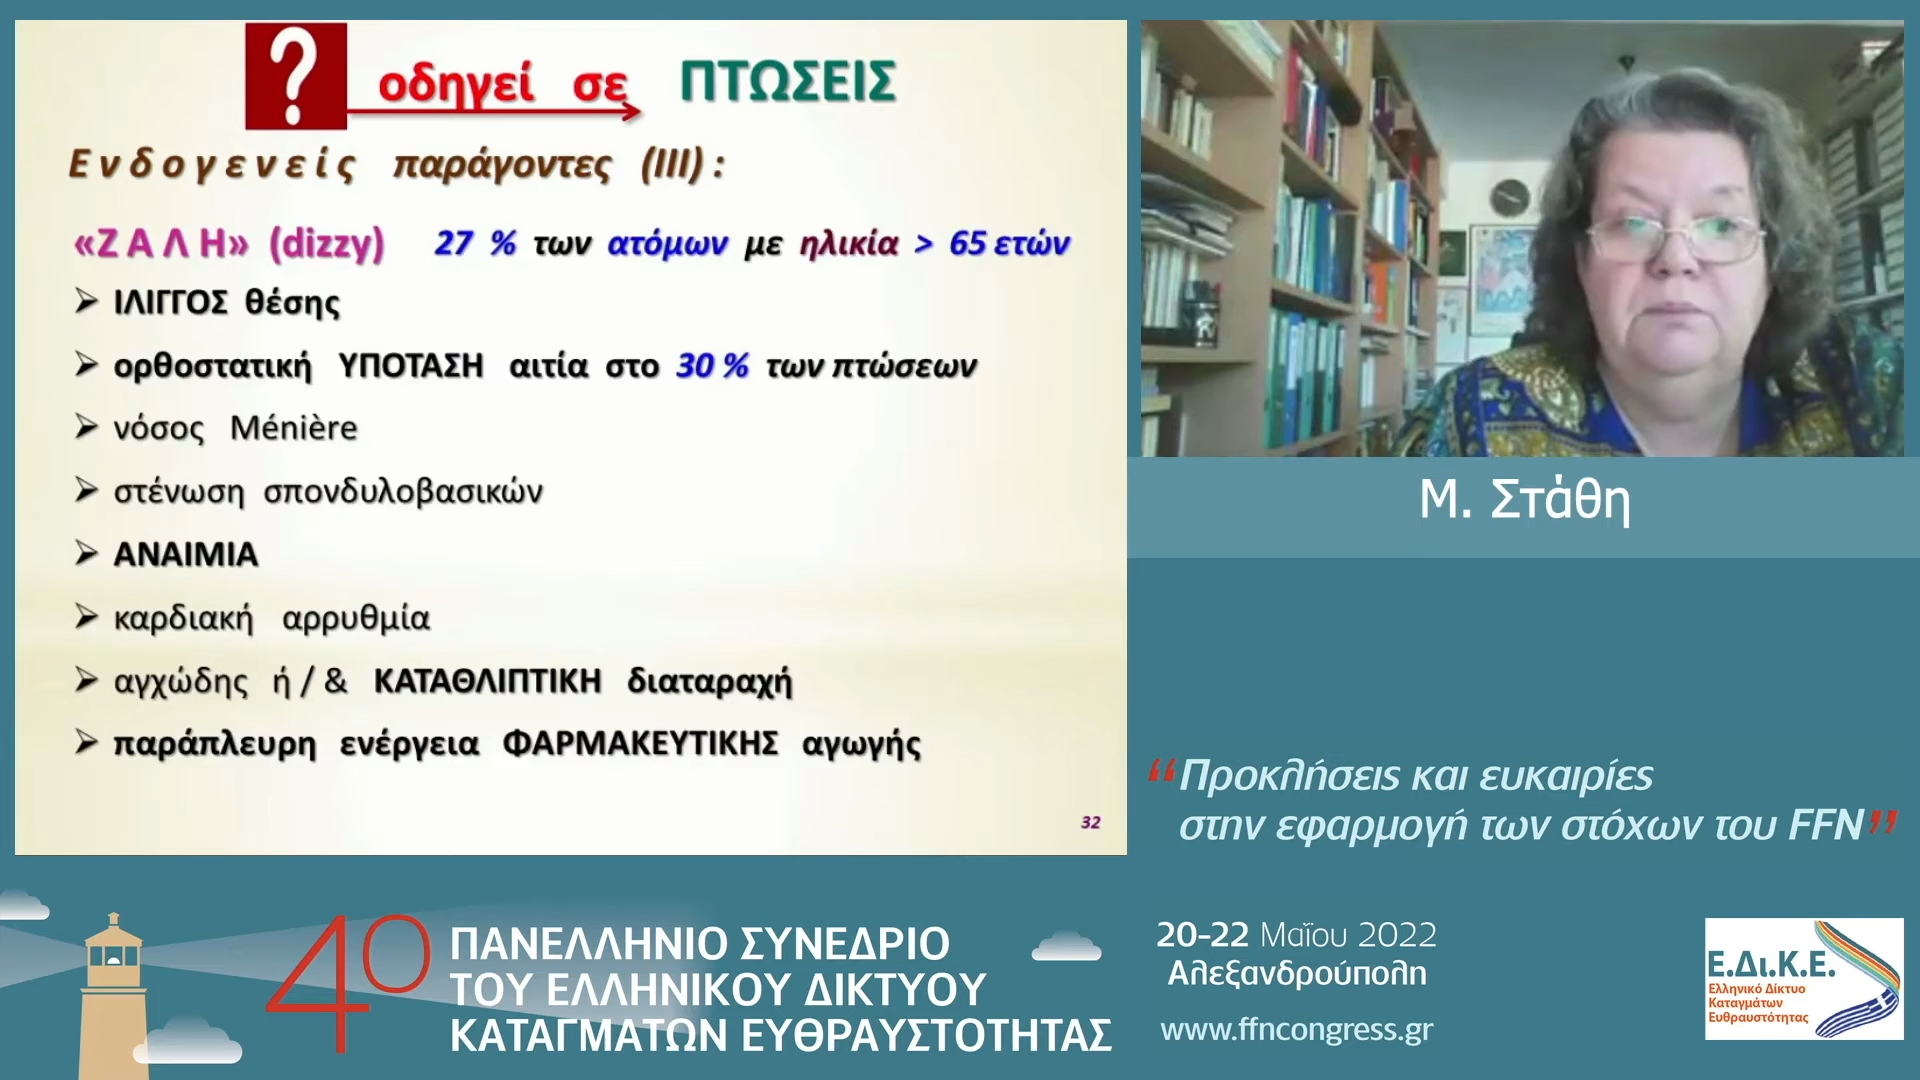 ? οδηγεί σε ΠΤΩΣΕΙΣ
Ενδογενείς παράγοντες (ΙΙΙ) :
«ΖΑΛΗ» (dizzy) 27 % των ατόμων με ηλικία > 65 ετών
➢ ΙΛΙΓΓΟΣ θέσης
➢ ορθοστατική ΥΠΟΤΑΣΗ αιτία στο 30 % των πτώσεων
➢ νόσος Ménière
➢ στένωση σπονδυλοβασικών
➢ ΑΝΑΙΜΙΑ
➢ καρδιακή αρρυθμία
➢ αγχώδης ή / & ΚΑΤΑΘΛΙΠΤΙΚΗ διαταραχή
➢ παράπλευρη ενέργεια ΦΑΡΜΑΚΕΥΤΙΚΗΣ αγωγής
32
Μ. Στάθη
“Προκλήσεις και ευκαιρίες
στην εφαρμογή των στόχων του FFN”
4ο
ΠΑΝΕΛΛΗΝΙΟ ΣΥΝΕΔΡΙΟ
ΤΟΥ ΕΛΛΗΝΙΚΟΥ ΔΙΚΤΥΟΥ
ΚΑΤΑΓΜΑΤΩΝ ΕΥΘΡΑΥΣΤΟΤΗΤΑΣ
20-22 Μαΐου 2022
Αλεξανδρούπολη
www.ffncongress.gr
Ε.Δι.Κ.Ε.
Ελληνικό Δίκτυο
Καταγμάτων
Ευθραυστότητας